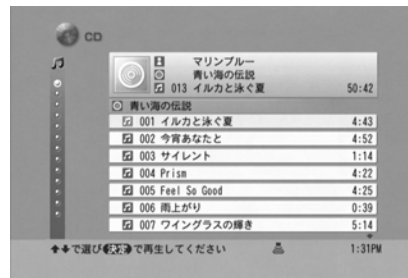 CD
マリンブルー
青い海の伝説
013 イルカと泳ぐ夏 50:42
青い海の伝説
001 イルカと泳ぐ夏 4:43
002 今宵あなたと 4:52
003 サイレント 1:14
004 Prism 4:22
005 Feel So Good 4:25
006 雨上がり 0:39
007 ワイングラスの輝き 5:14
で選び 決定 で再生してください 1:31PM